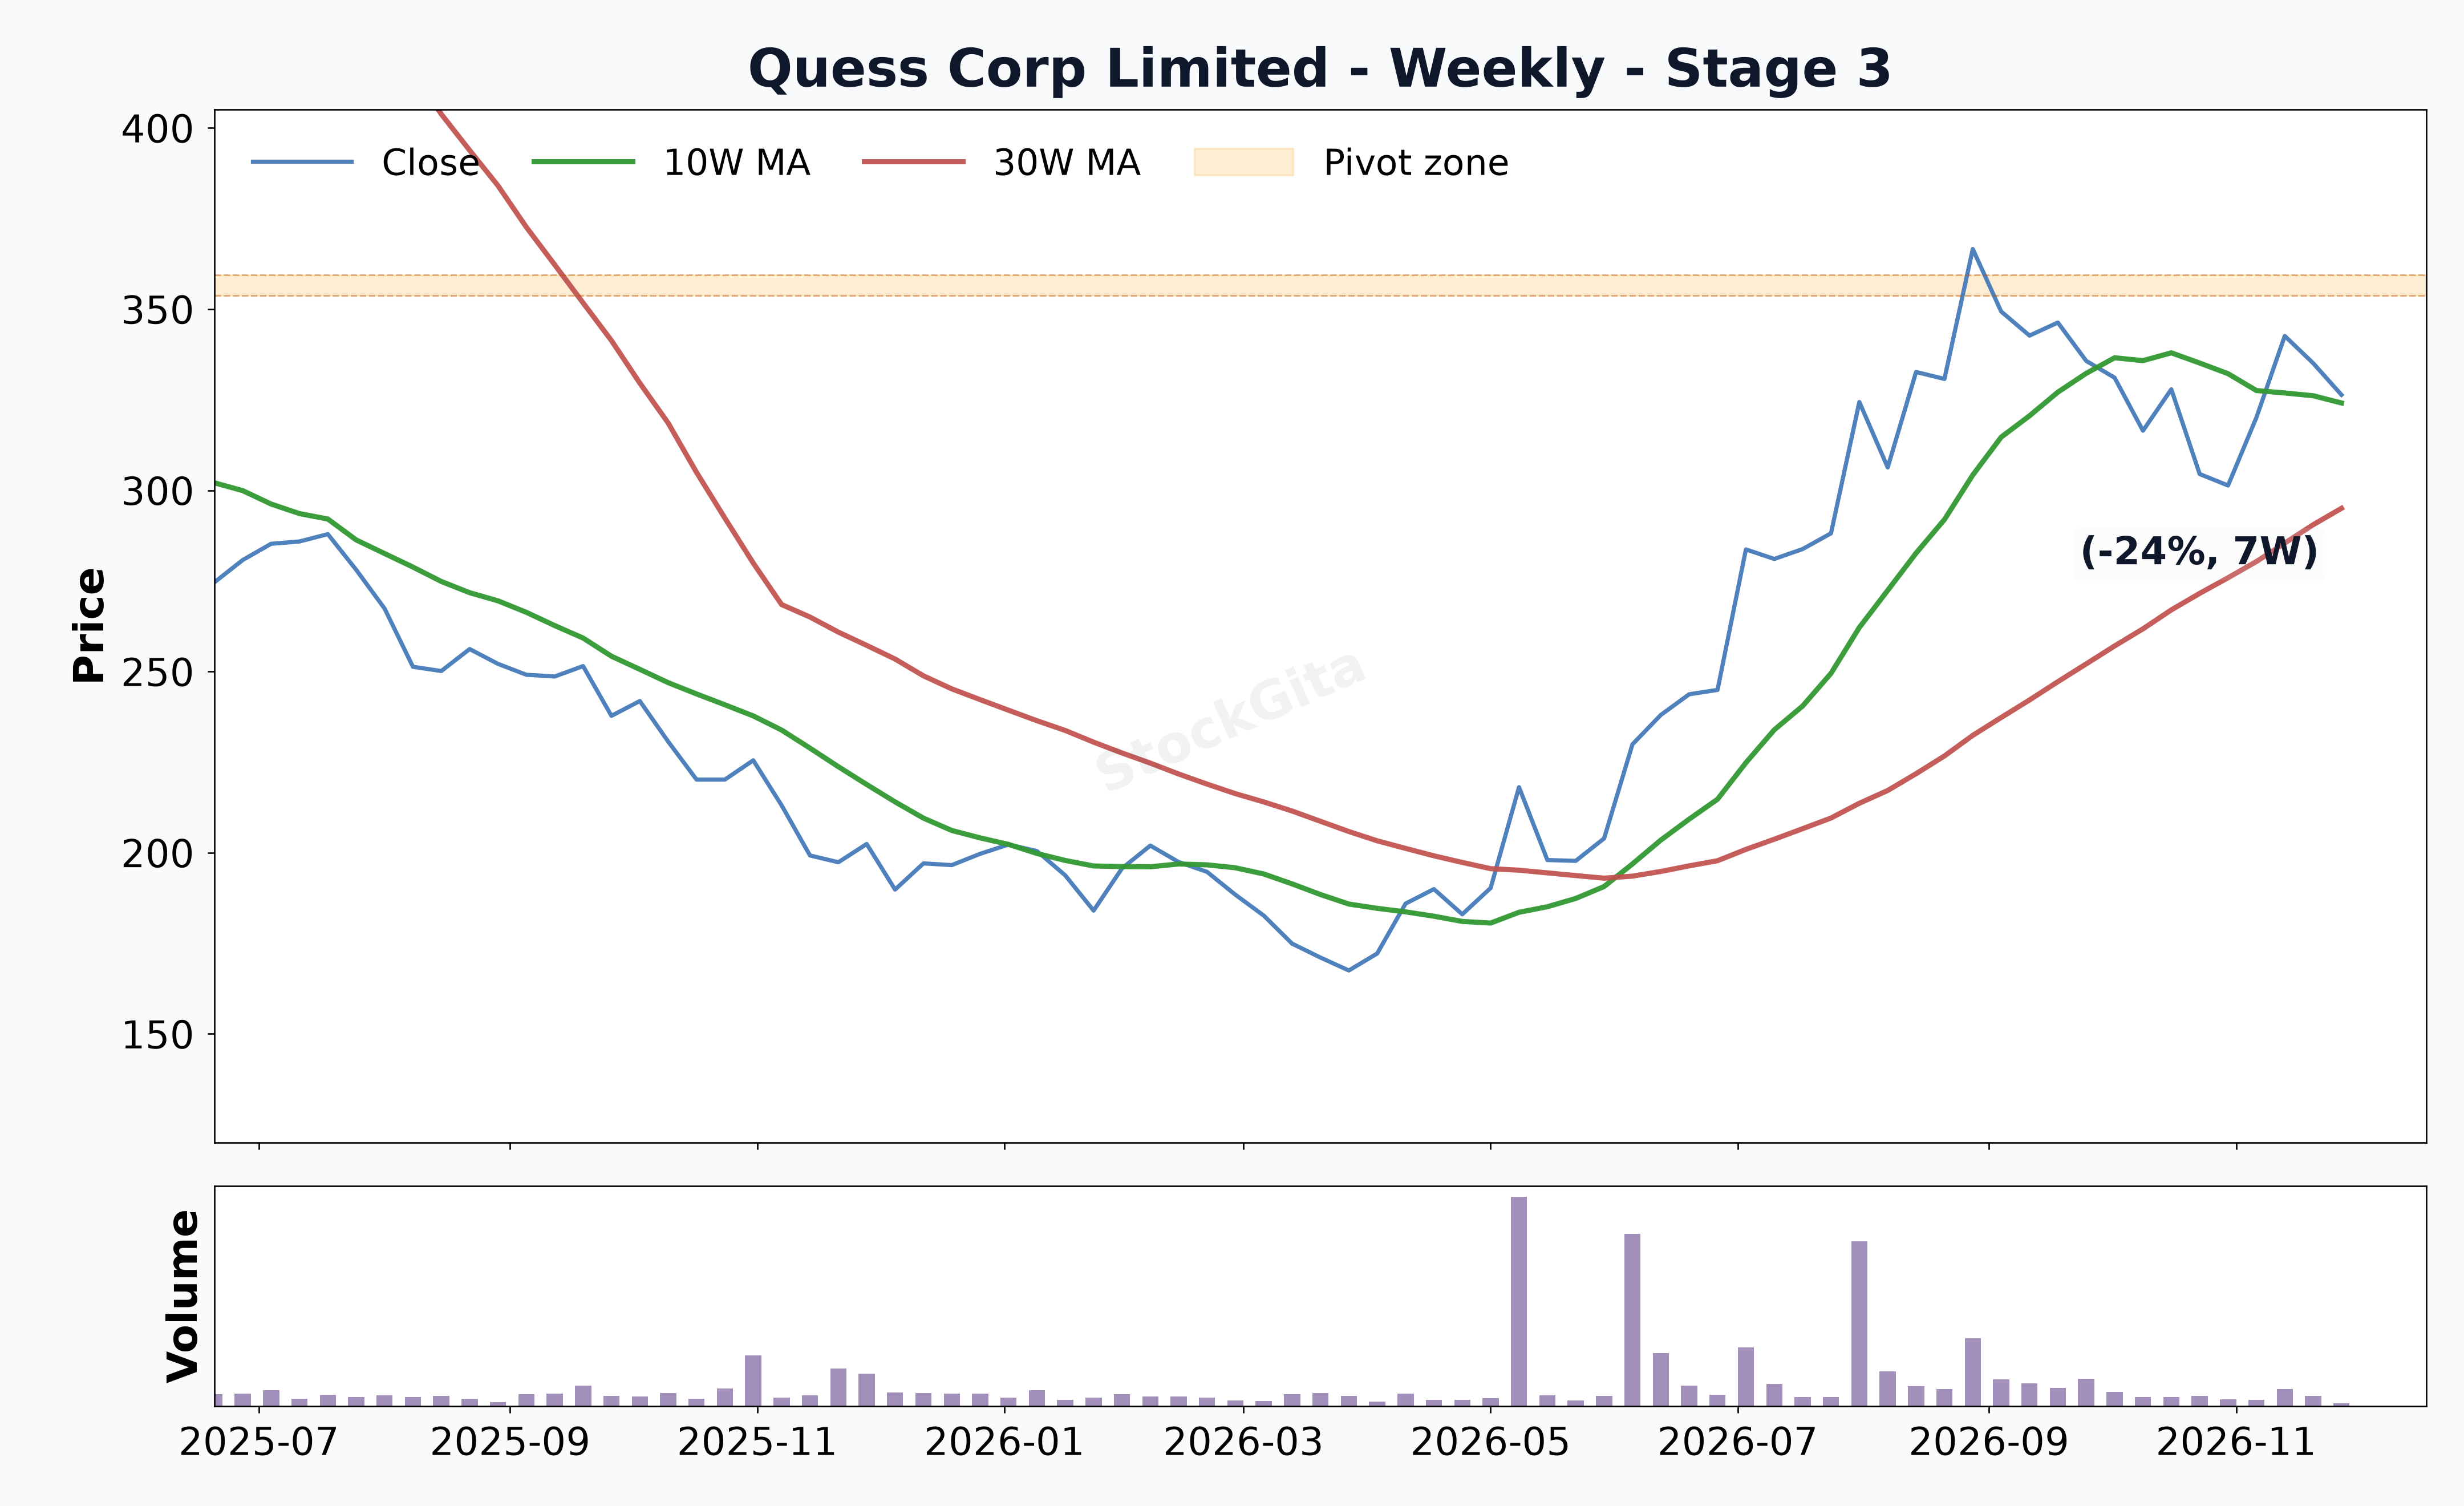 Quess Corp Limited - Weekly - Stage 3
Close 10W MA 30W MA Pivot zone
400
350
300
250
200
150
Price
(-24%, 7W)
StockGita
Volume
2025-07 2025-09 2025-11 2026-01 2026-03 2026-05 2026-07 2026-09 2026-11